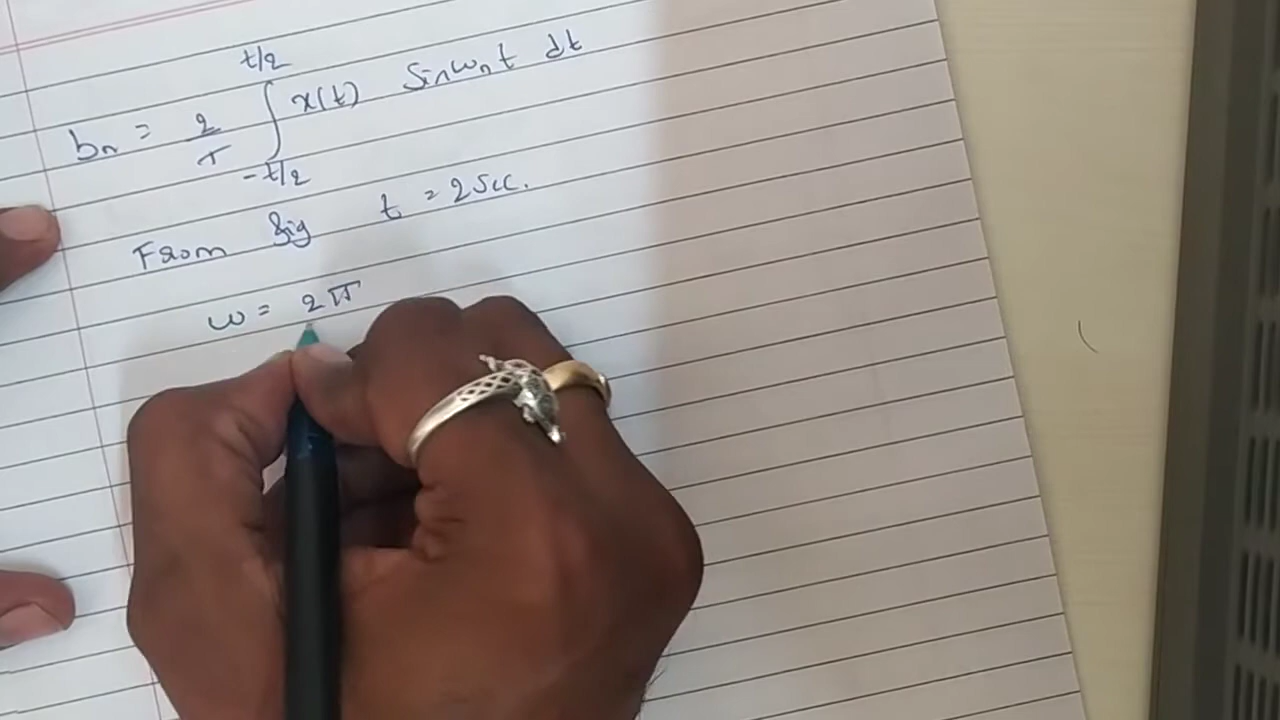 t/2
bn = 2/T ∫ x(t) Sinωnt dt
-t/2
From fig t = 2sec.
ω = 2π